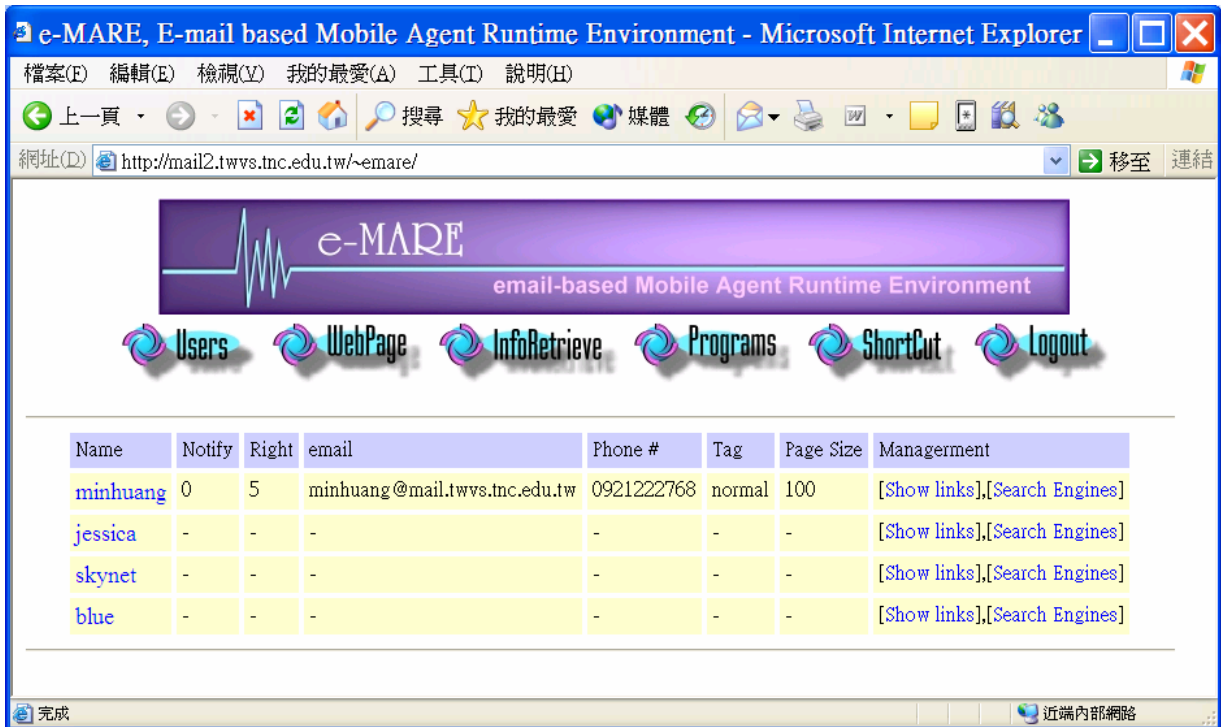 e-MARE, E-mail based Mobile Agent Runtime Environment - Microsoft Internet Explorer
檔案(F) 編輯(E) 檢視(V) 我的最愛(A) 工具(T) 說明(H)
上一頁 搜尋 我的最愛 媒體
網址(D) http://mail2.twvs.tnc.edu.tw/~emare/ 移至 連結
e-MARE
email-based Mobile Agent Runtime Environment
Users WebPage InfoRetrieve Programs ShortCut Logout
Name Notify Right email Phone # Tag Page Size Managerment
minhuang 0 5 minhuang@mail.twvs.tnc.edu.tw 0921222768 normal 100 [Show links],[Search Engines]
jessica - - - - - - [Show links],[Search Engines]
skynet - - - - - - [Show links],[Search Engines]
blue - - - - - - [Show links],[Search Engines]
完成 近端內部網路